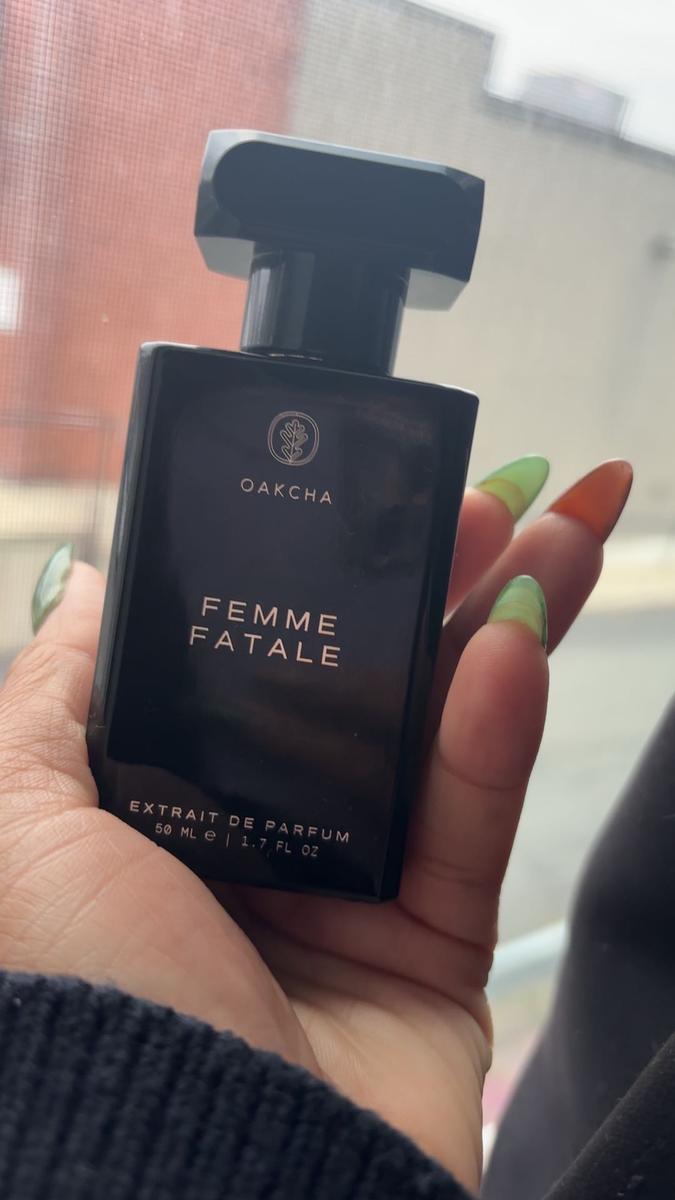 OAKCHA
FEMME
FATALE
EXTRAIT DE PARFUM
50 ML e | 1.7 FL OZ